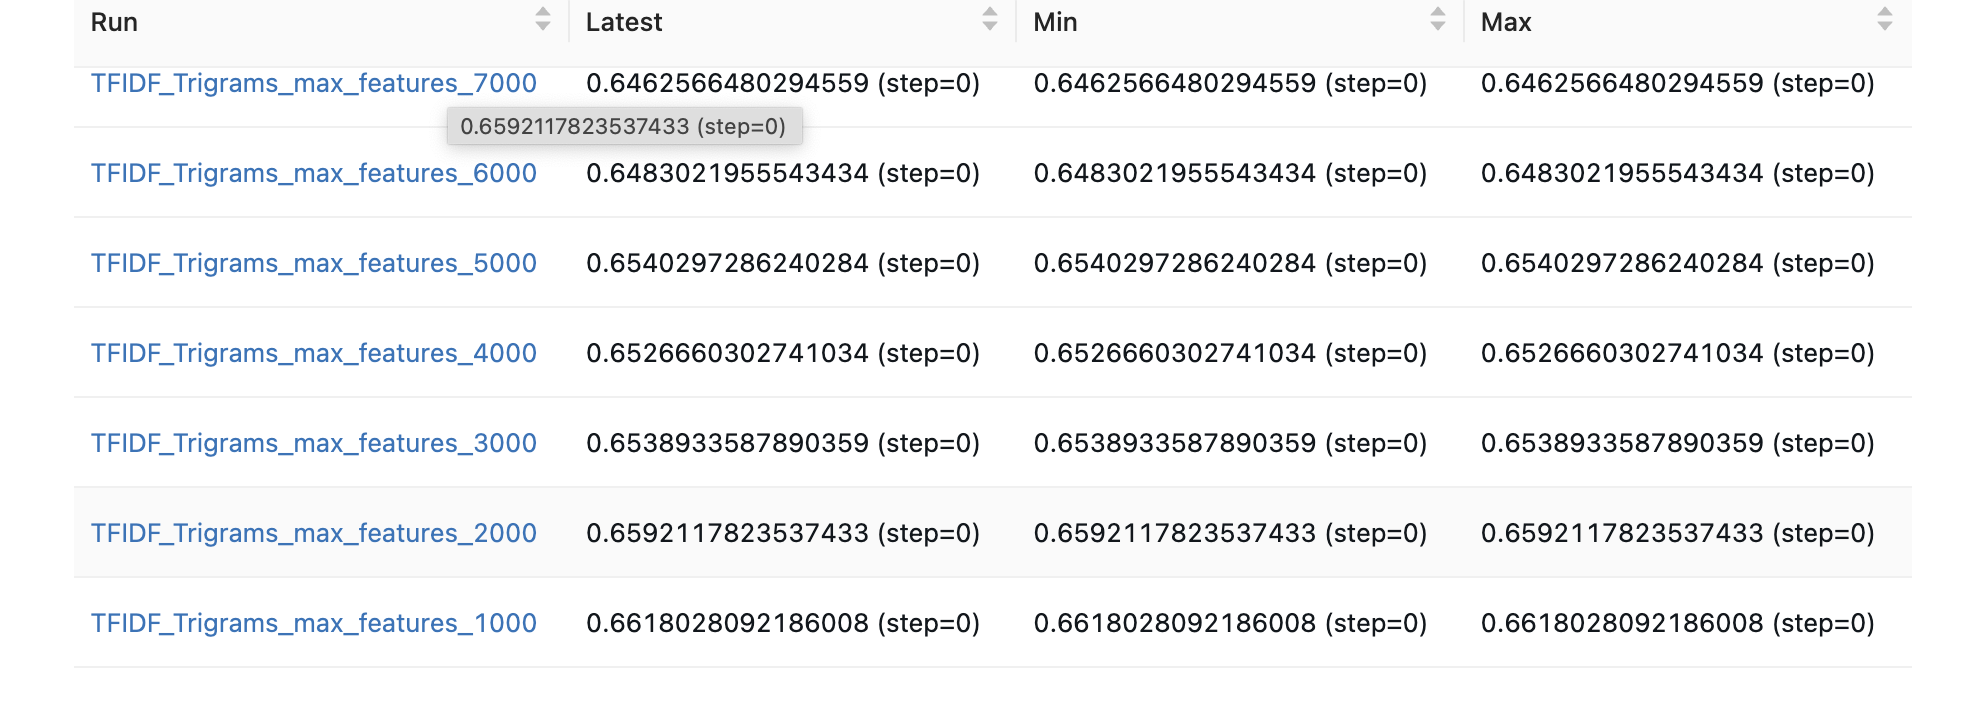 Run Latest Min Max
TFIDF_Trigrams_max_features_7000 0.6462566480294559 (step=0) 0.6462566480294559 (step=0) 0.6462566480294559 (step=0)
0.6592117823537433 (step=0)
TFIDF_Trigrams_max_features_6000 0.6483021955543434 (step=0) 0.6483021955543434 (step=0) 0.6483021955543434 (step=0)
TFIDF_Trigrams_max_features_5000 0.6540297286240284 (step=0) 0.6540297286240284 (step=0) 0.6540297286240284 (step=0)
TFIDF_Trigrams_max_features_4000 0.6526660302741034 (step=0) 0.6526660302741034 (step=0) 0.6526660302741034 (step=0)
TFIDF_Trigrams_max_features_3000 0.6538933587890359 (step=0) 0.6538933587890359 (step=0) 0.6538933587890359 (step=0)
TFIDF_Trigrams_max_features_2000 0.6592117823537433 (step=0) 0.6592117823537433 (step=0) 0.6592117823537433 (step=0)
TFIDF_Trigrams_max_features_1000 0.6618028092186008 (step=0) 0.6618028092186008 (step=0) 0.6618028092186008 (step=0)